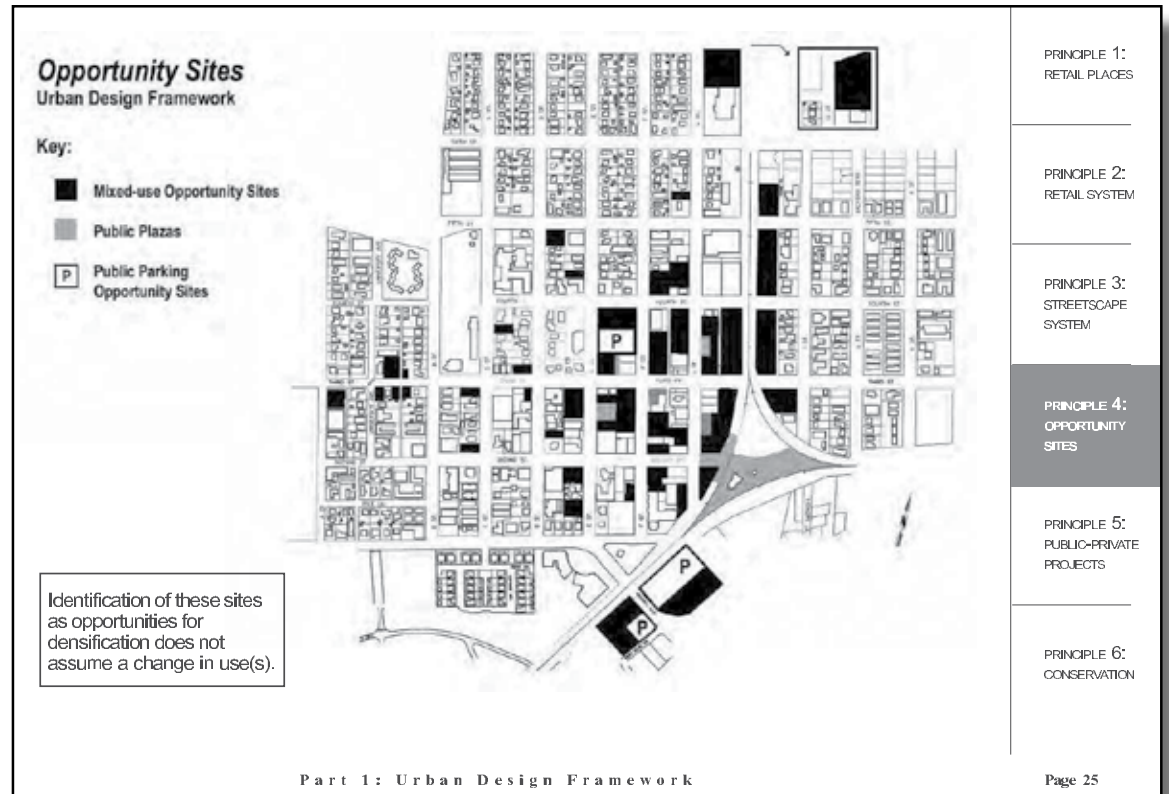 Opportunity Sites
Urban Design Framework
Key:
Mixed-use Opportunity Sites
Public Plazas
P
Public Parking
Opportunity Sites
FIFTH ST.
P
P
P
Identification of these sites
as opportunities for
densification does not
assume a change in use(s).
PRINCIPLE 1:
RETAIL PLACES
PRINCIPLE 2:
RETAIL SYSTEM
PRINCIPLE 3:
STREETSCAPE
SYSTEM
PRINCIPLE 4:
OPPORTUNITY
SITES
PRINCIPLE 5:
PUBLIC-PRIVATE
PROJECTS
PRINCIPLE 6:
CONSERVATION
Part 1: Urban Design Framework
Page 25